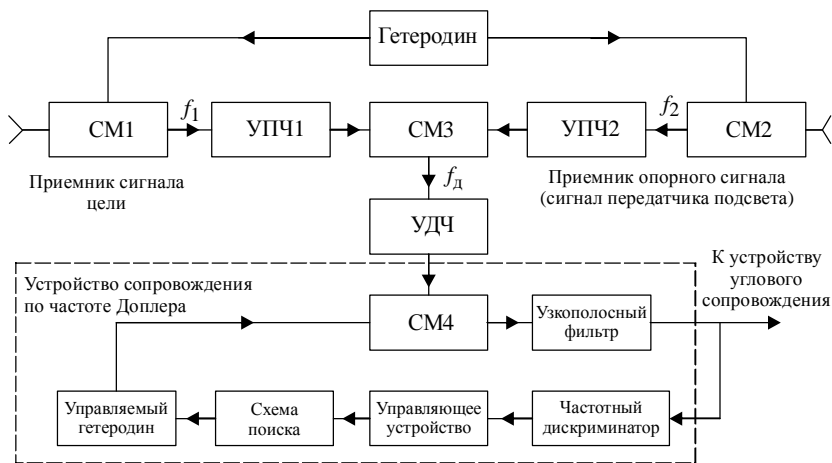 Гетеродин
СМ1
f1
УПЧ1
СМ3
УПЧ2
f2
СМ2
Приемник сигнала
цели
fд
Приемник опорного сигнала
(сигнал передатчика подсвета)
УДЧ
Устройство сопровождения
по частоте Доплера
К устройству
углового
сопровождения
СМ4
Узкополосный
фильтр
Управляемый
гетеродин
Схема
поиска
Управляющее
устройство
Частотный
дискриминатор